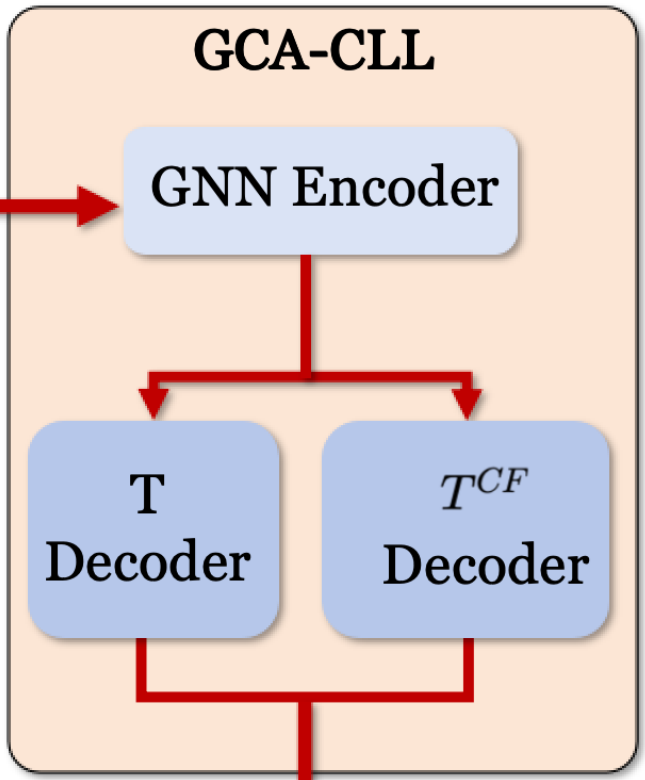 GCA-CLL
GNN Encoder
T
Decoder
T^{CF}
Decoder